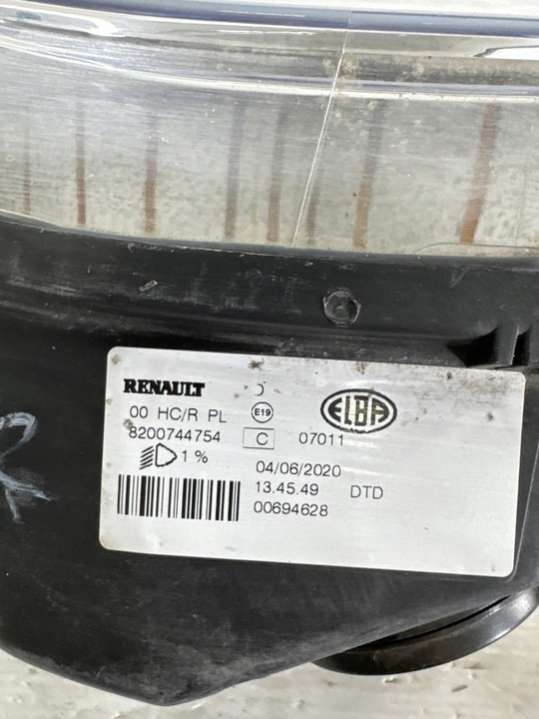 RENAULT
00 HC/R PL E19 ELBA
8200744754 C 07011
1 % 04/06/2020
13.45.49 DTD
00694628
R